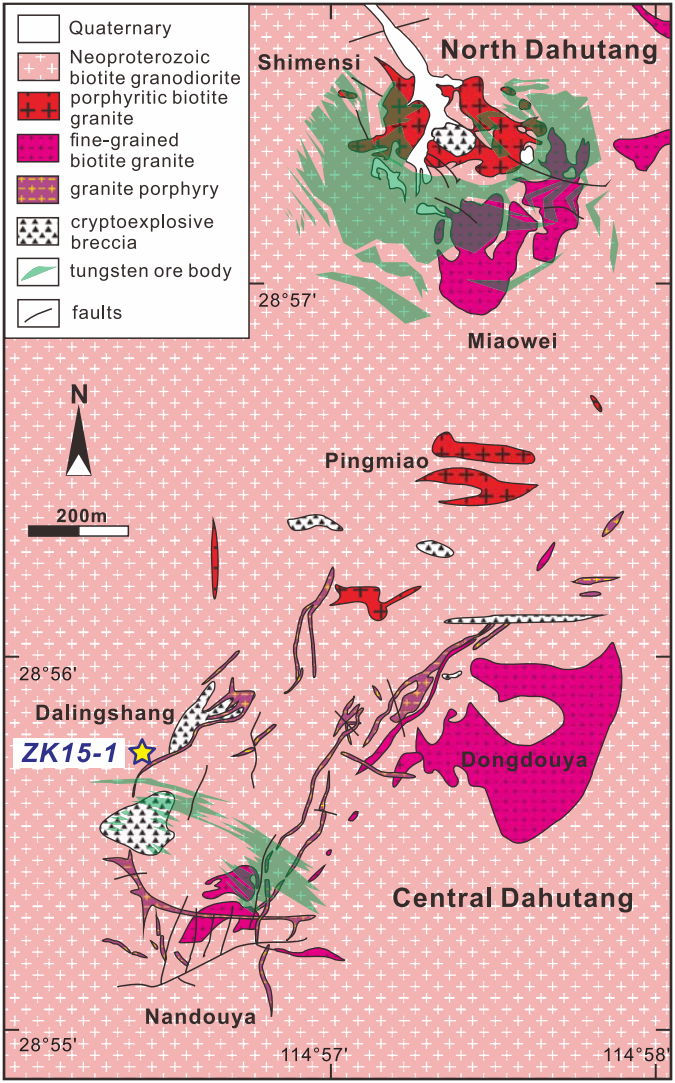 Quaternary
Neoproterozoic
biotite granodiorite
porphyritic biotite
granite
fine-grained
biotite granite
granite porphyry
cryptoexplosive
breccia
tungsten ore body
faults
North Dahutang
Shimensi
28°57'
Miaowei
N
200m
Pingmiao
28°56'
Dalingshang
ZK15-1
Dongdouya
Central Dahutang
Nandouya
28°55'
114°57'
114°58'